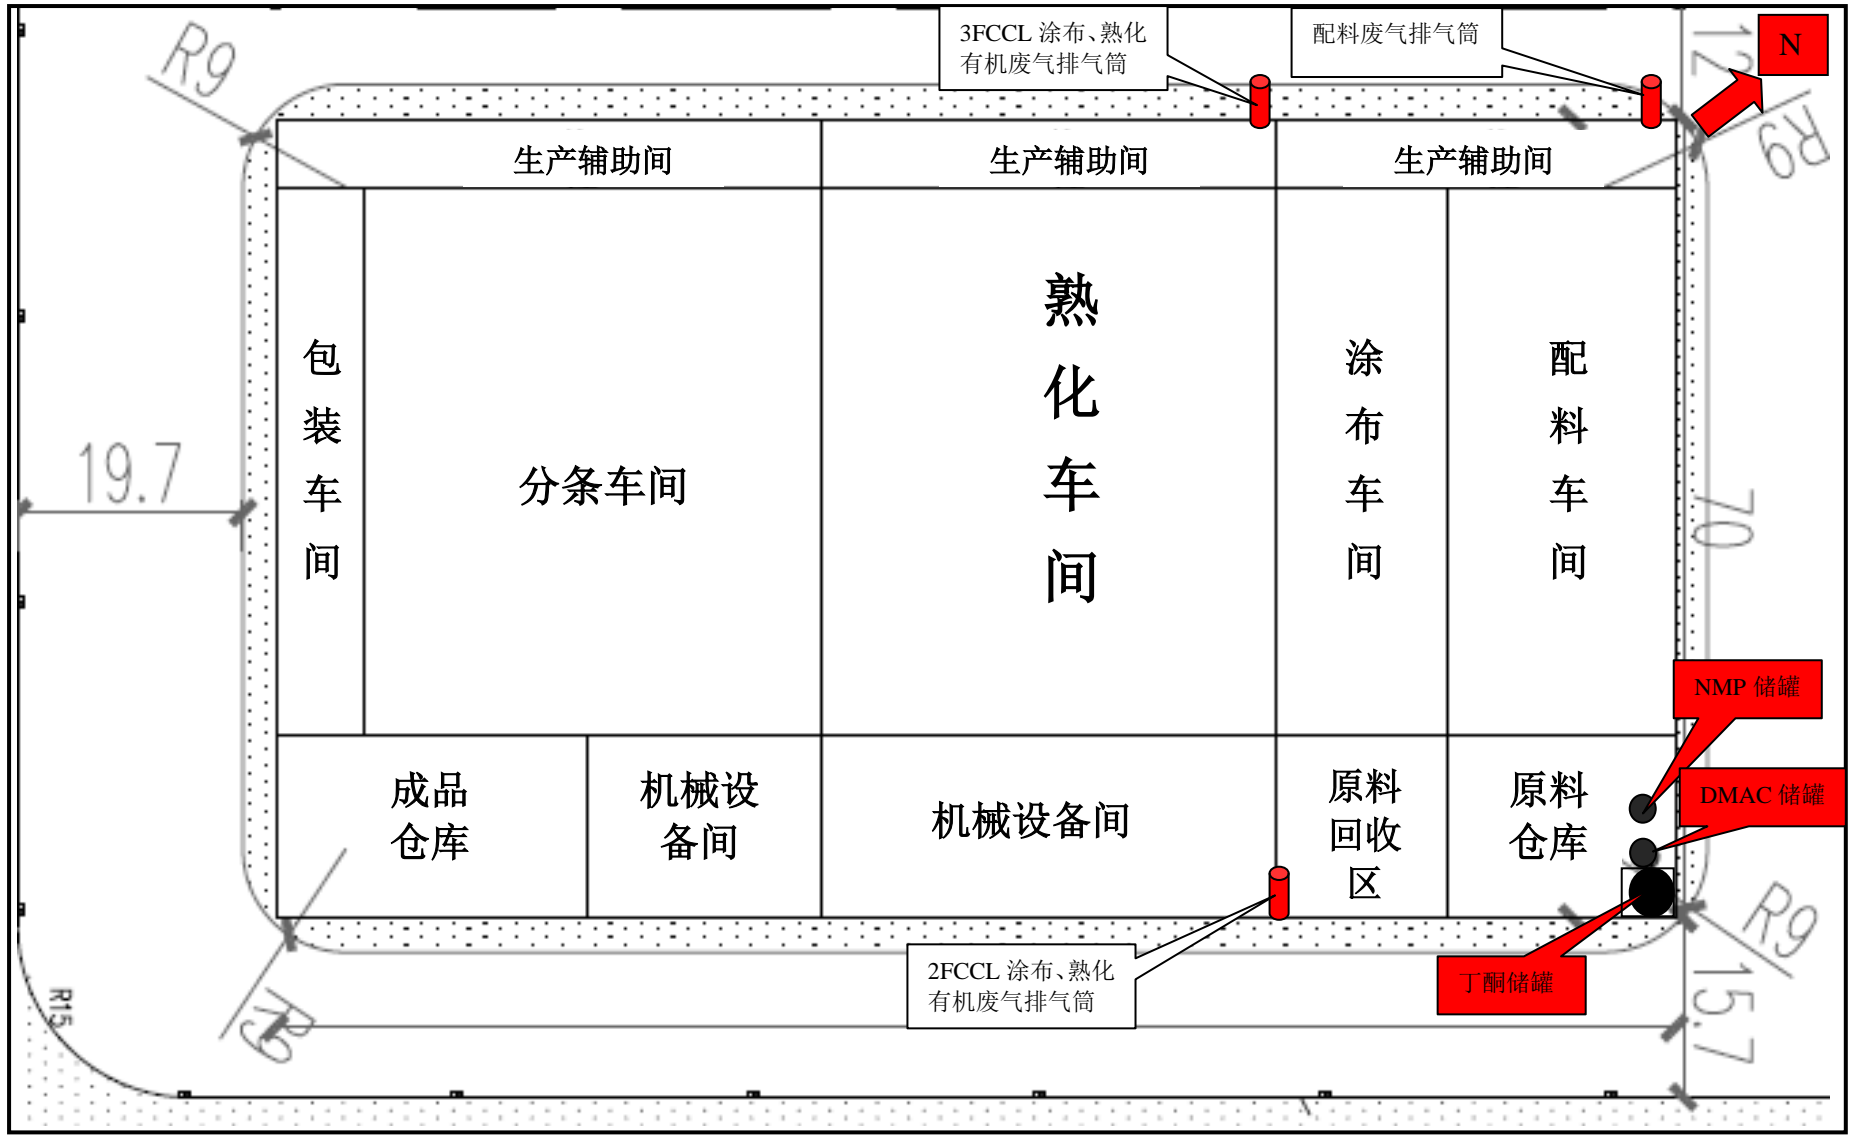 3FCCL 涂布、熟化
有机废气排气筒
配料废气排气筒
N
12
R9
R9
生产辅助间
生产辅助间
生产辅助间
包装车间
分条车间
熟化车间
涂布车间
配料车间
19.7
70
NMP 储罐
DMAC 储罐
成品
仓库
机械设
备间
机械设备间
原料
回收
区
原料
仓库
R9
2FCCL 涂布、熟化
有机废气排气筒
丁酮储罐
R15
R9
15.7